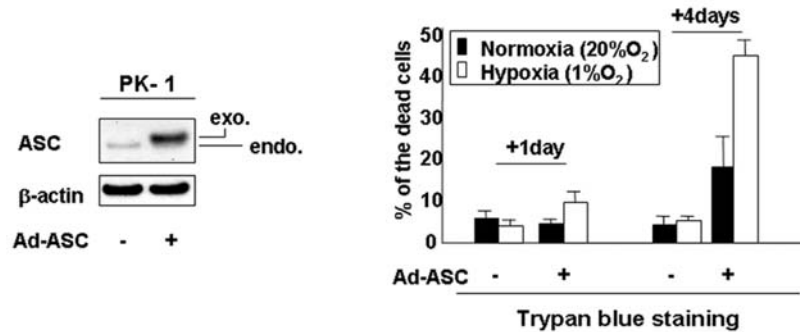 PK- 1
ASC
exo.
endo.
β-actin
Ad-ASC - +
% of the dead cells
50
40
30
20
10
0
Normoxia (20%O₂)
Hypoxia (1%O₂)
+1day
+4days
Ad-ASC - + - +
Trypan blue staining